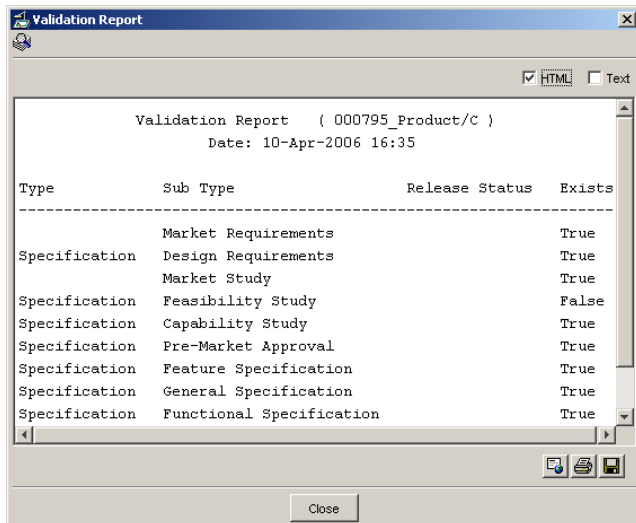 Validation Report
HTML Text
Validation Report ( 000795_Product/C )
Date: 10-Apr-2006 16:35
Type Sub Type Release Status Exists
--------------------------------------------------------------------
Market Requirements True
Specification Design Requirements True
Market Study True
Specification Feasibility Study False
Specification Capability Study True
Specification Pre-Market Approval True
Specification Feature Specification True
Specification General Specification True
Specification Functional Specification True
Close